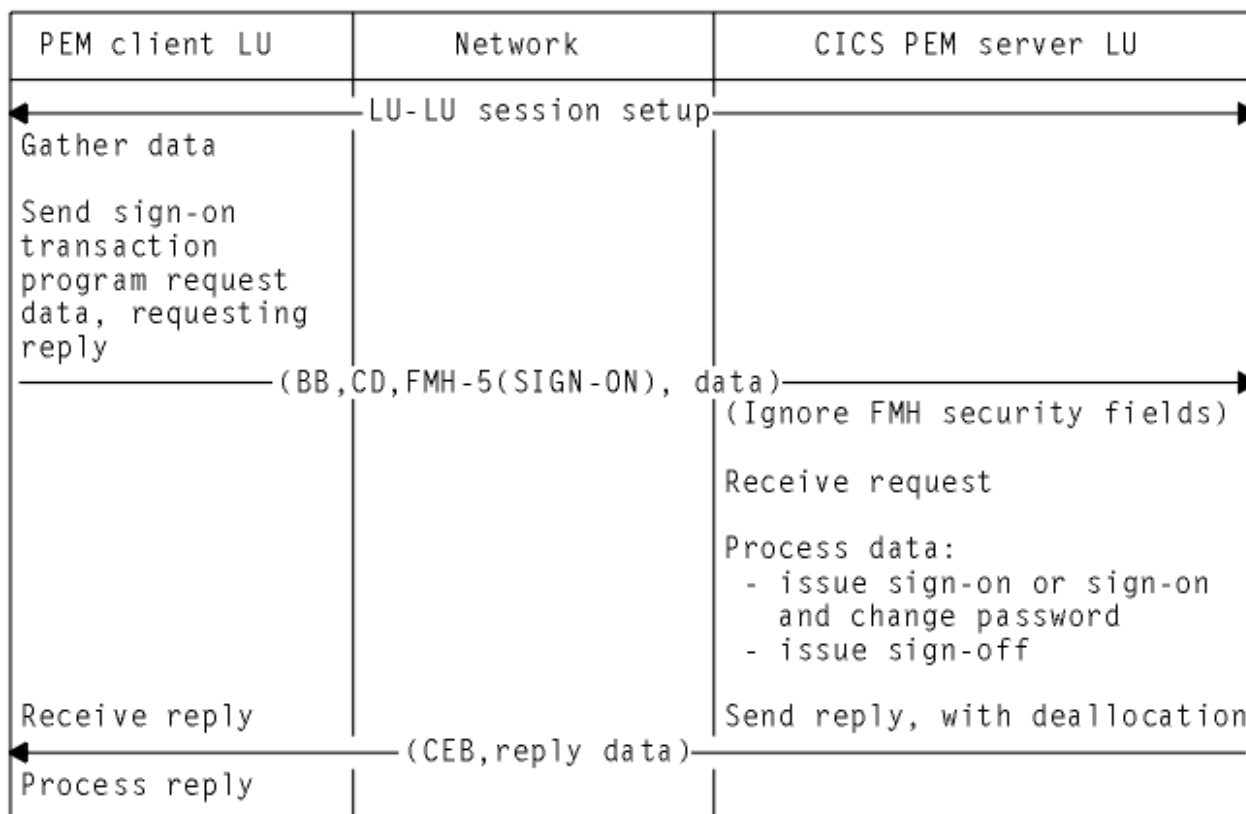 PEM client LU Network CICS PEM server LU
LU-LU session setup
Gather data
Send sign-on
transaction
program request
data, requesting
reply
(BB,CD,FMH-5(SIGN-ON), data)
(Ignore FMH security fields)
Receive request
Process data:
- issue sign-on or sign-on
and change password
- issue sign-off
Receive reply Send reply, with deallocation
(CEB,reply data)
Process reply